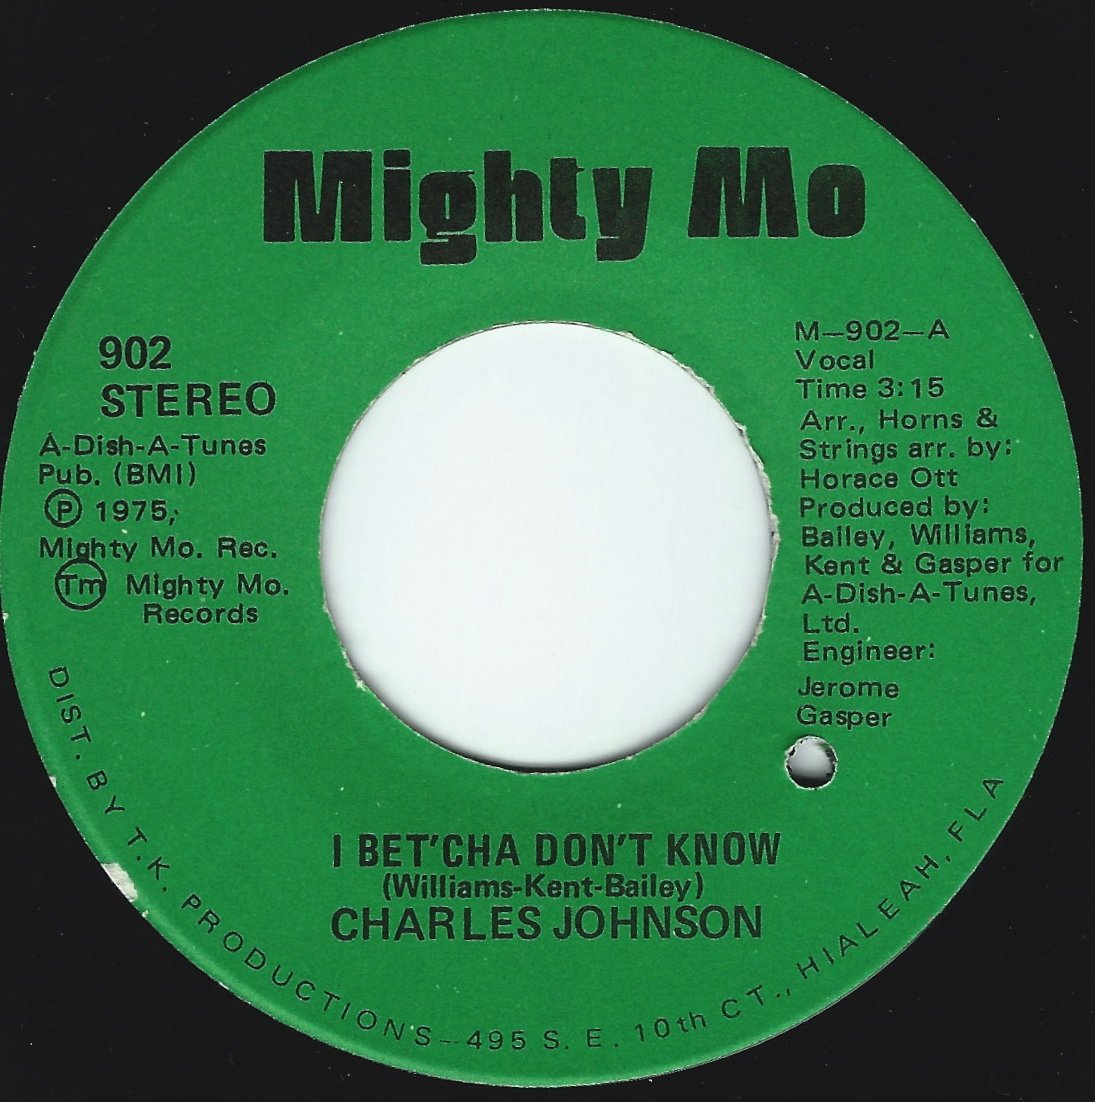 Mighty Mo
902
STEREO
A-Dish-A-Tunes
Pub. (BMI)
Ⓟ 1975,
Mighty Mo. Rec.
Tm Mighty Mo.
Records
M—902—A
Vocal
Time 3:15
Arr., Horns &
Strings arr. by:
Horace Ott
Produced by:
Bailey, Williams,
Kent & Gasper for
A-Dish-A-Tunes,
Ltd.
Engineer:
Jerome
Gasper
I BET'CHA DON'T KNOW
(Williams-Kent-Bailey)
CHARLES JOHNSON
DIST. BY T.K. PRODUCTIONS—495 S. E. 10th CT., HIALEAH, FLA